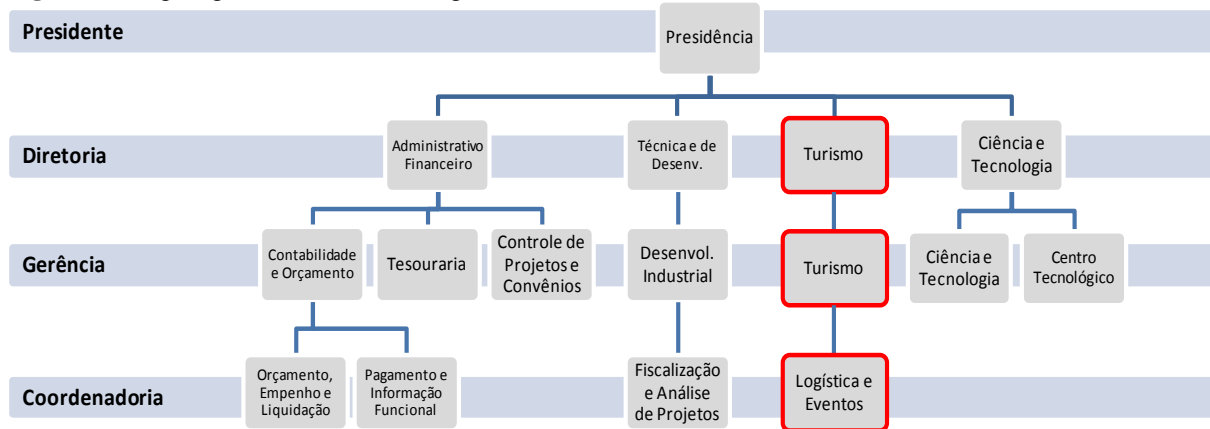 Presidente
Presidência
Diretoria
Administrativo
Financeiro
Técnica e de
Desenv.
Turismo
Ciência e
Tecnologia
Gerência
Contabilidade
e Orçamento
Tesouraria
Controle de
Projetos e
Convênios
Desenvol.
Industrial
Turismo
Ciência e
Tecnologia
Centro
Tecnológico
Coordenadoria
Orçamento,
Empenho e
Liquidação
Pagamento e
Informação
Funcional
Fiscalização
e Análise
de Projetos
Logística e
Eventos